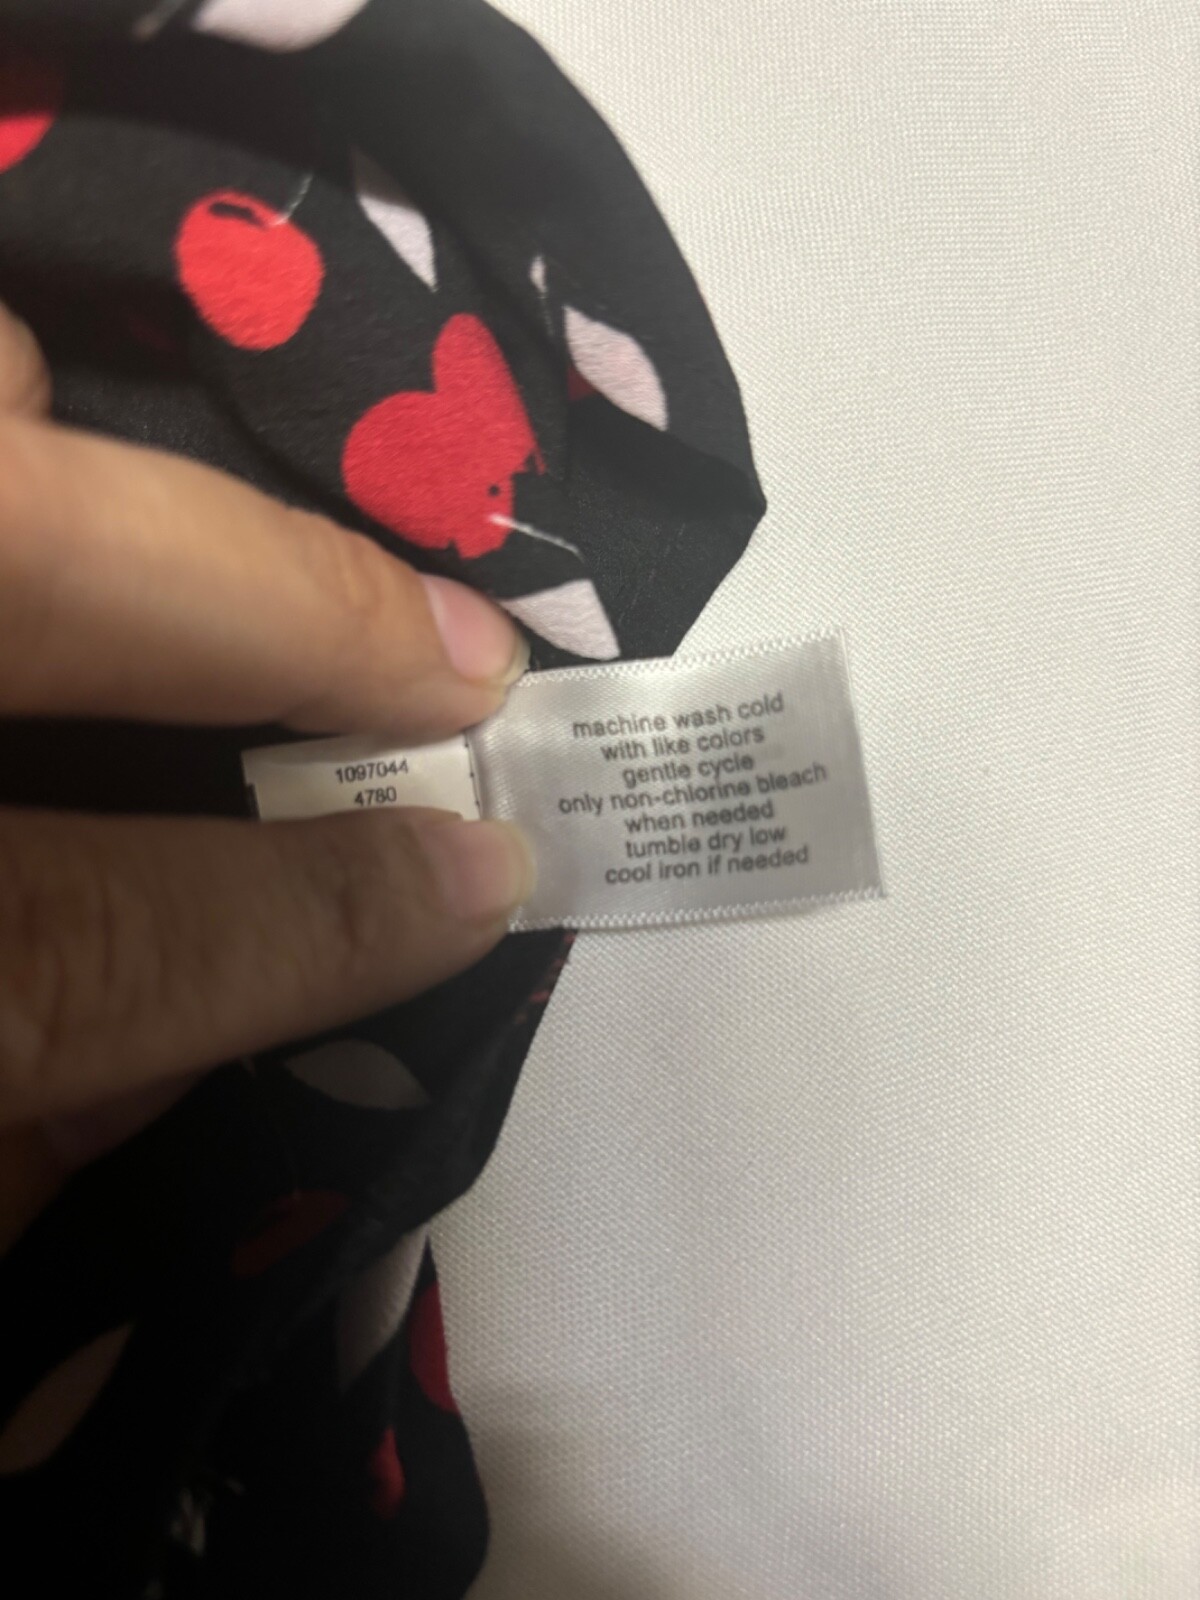 machine wash cold
with like colors
gentle cycle
only non-chlorine bleach
when needed
tumble dry low
cool iron if needed
1097044
4780